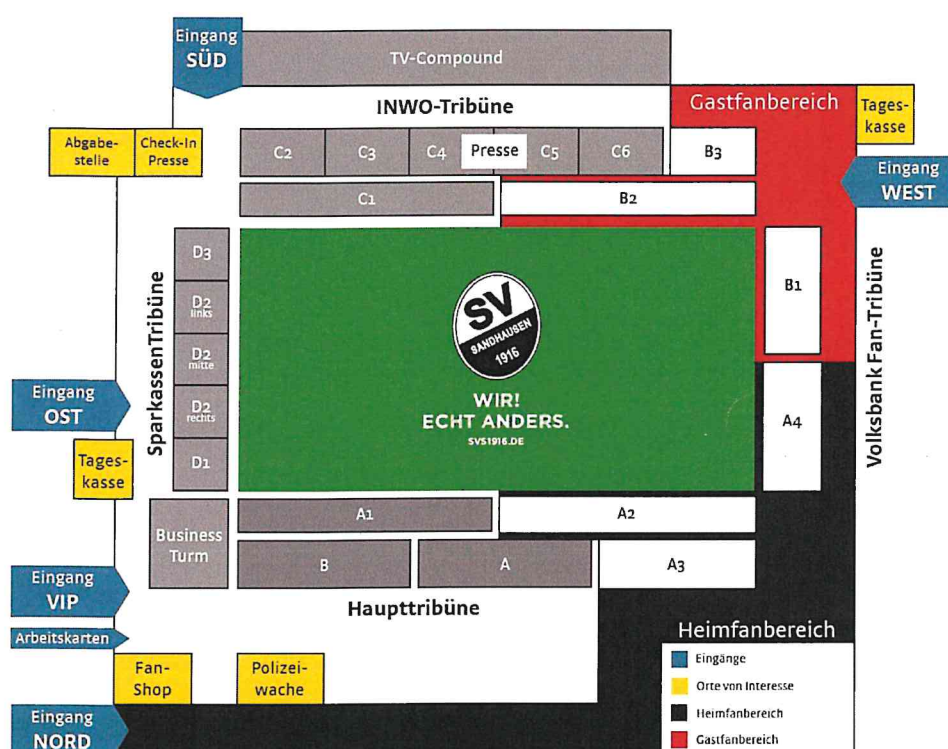 Eingang
SÜD
TV-Compound
INWO-Tribüne
Gastfanbereich
Tages-
kasse
Abgabe-
stelle
Check-In
Presse
C2
C3
C4
Presse
C5
C6
B3
Eingang
WEST
C1
B2
SparkassenTribüne
D3
D2
links
D2
mitte
D2
rechts
D1
SV
SANDHAUSEN
1916
WIR!
ECHT ANDERS.
SVS1916.DE
B1
A4
Volksbank Fan-Tribüne
Eingang
OST
Tages-
kasse
Business
Turm
A1
A2
B
A
A3
Haupttribüne
Eingang
VIP
Arbeitskarten
Fan-
Shop
Polizei-
wache
Eingang
NORD
Heimfanbereich
Eingänge
Orte von Interesse
Heimfanbereich
Gastfanbereich